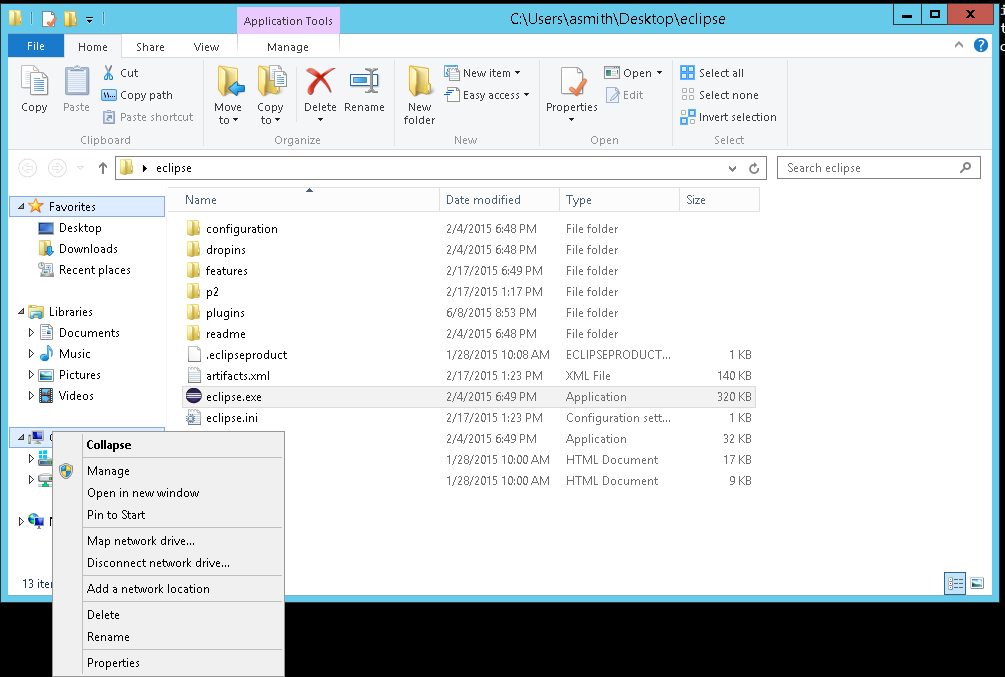 Application Tools
C:\Users\asmith\Desktop\eclipse
File Home Share View Manage
Copy
Paste
Cut
Copy path
Paste shortcut
Clipboard
Move to
Copy to
Delete
Rename
Organize
New folder
New item
Easy access
New
Properties
Open
Edit
Open
Select all
Select none
Invert selection
Select
eclipse
Search eclipse
Favorites
Desktop
Downloads
Recent places
Libraries
Documents
Music
Pictures
Videos
Name Date modified Type Size
configuration 2/4/2015 6:48 PM File folder
dropins 2/4/2015 6:48 PM File folder
features 2/17/2015 6:49 PM File folder
p2 2/17/2015 1:17 PM File folder
plugins 6/8/2015 8:53 PM File folder
readme 2/4/2015 6:48 PM File folder
.eclipseproduct 1/28/2015 10:08 AM ECLIPSEPRODUCT... 1 KB
artifacts.xml 2/17/2015 1:23 PM XML File 140 KB
eclipse.exe 2/4/2015 6:49 PM Application 320 KB
eclipse.ini 2/17/2015 1:23 PM Configuration sett... 1 KB
2/4/2015 6:49 PM Application 32 KB
1/28/2015 10:00 AM HTML Document 17 KB
1/28/2015 10:00 AM HTML Document 9 KB
Collapse
Manage
Open in new window
Pin to Start
Map network drive...
Disconnect network drive...
Add a network location
Delete
Rename
Properties
13